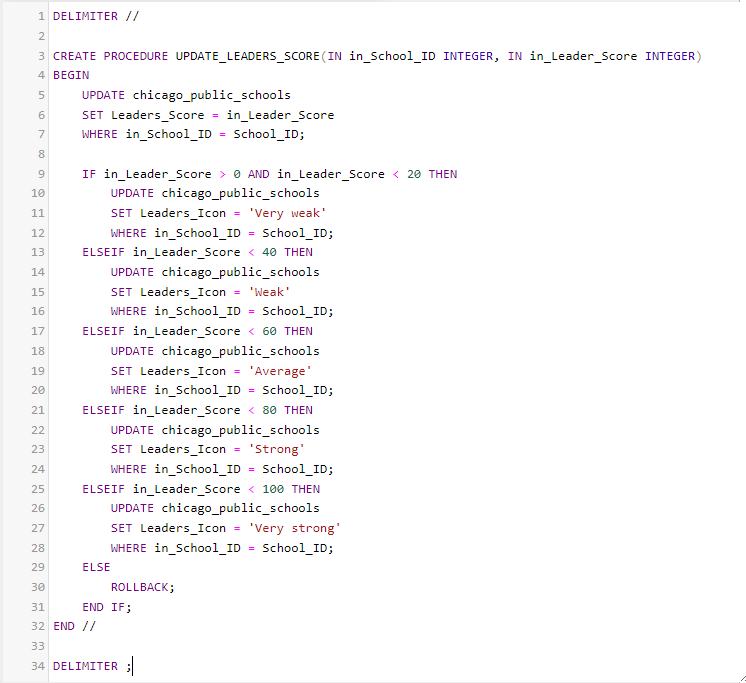 1 DELIMITER //
2
3 CREATE PROCEDURE UPDATE_LEADERS_SCORE(IN in_School_ID INTEGER, IN in_Leader_Score INTEGER)
4 BEGIN
5     UPDATE chicago_public_schools
6     SET Leaders_Score = in_Leader_Score
7     WHERE in_School_ID = School_ID;
8
9     IF in_Leader_Score > 0 AND in_Leader_Score < 20 THEN
10         UPDATE chicago_public_schools
11         SET Leaders_Icon = 'Very weak'
12         WHERE in_School_ID = School_ID;
13     ELSEIF in_Leader_Score < 40 THEN
14         UPDATE chicago_public_schools
15         SET Leaders_Icon = 'Weak'
16         WHERE in_School_ID = School_ID;
17     ELSEIF in_Leader_Score < 60 THEN
18         UPDATE chicago_public_schools
19         SET Leaders_Icon = 'Average'
20         WHERE in_School_ID = School_ID;
21     ELSEIF in_Leader_Score < 80 THEN
22         UPDATE chicago_public_schools
23         SET Leaders_Icon = 'Strong'
24         WHERE in_School_ID = School_ID;
25     ELSEIF in_Leader_Score < 100 THEN
26         UPDATE chicago_public_schools
27         SET Leaders_Icon = 'Very strong'
28         WHERE in_School_ID = School_ID;
29     ELSE
30         ROLLBACK;
31     END IF;
32 END //
33
34 DELIMITER ;